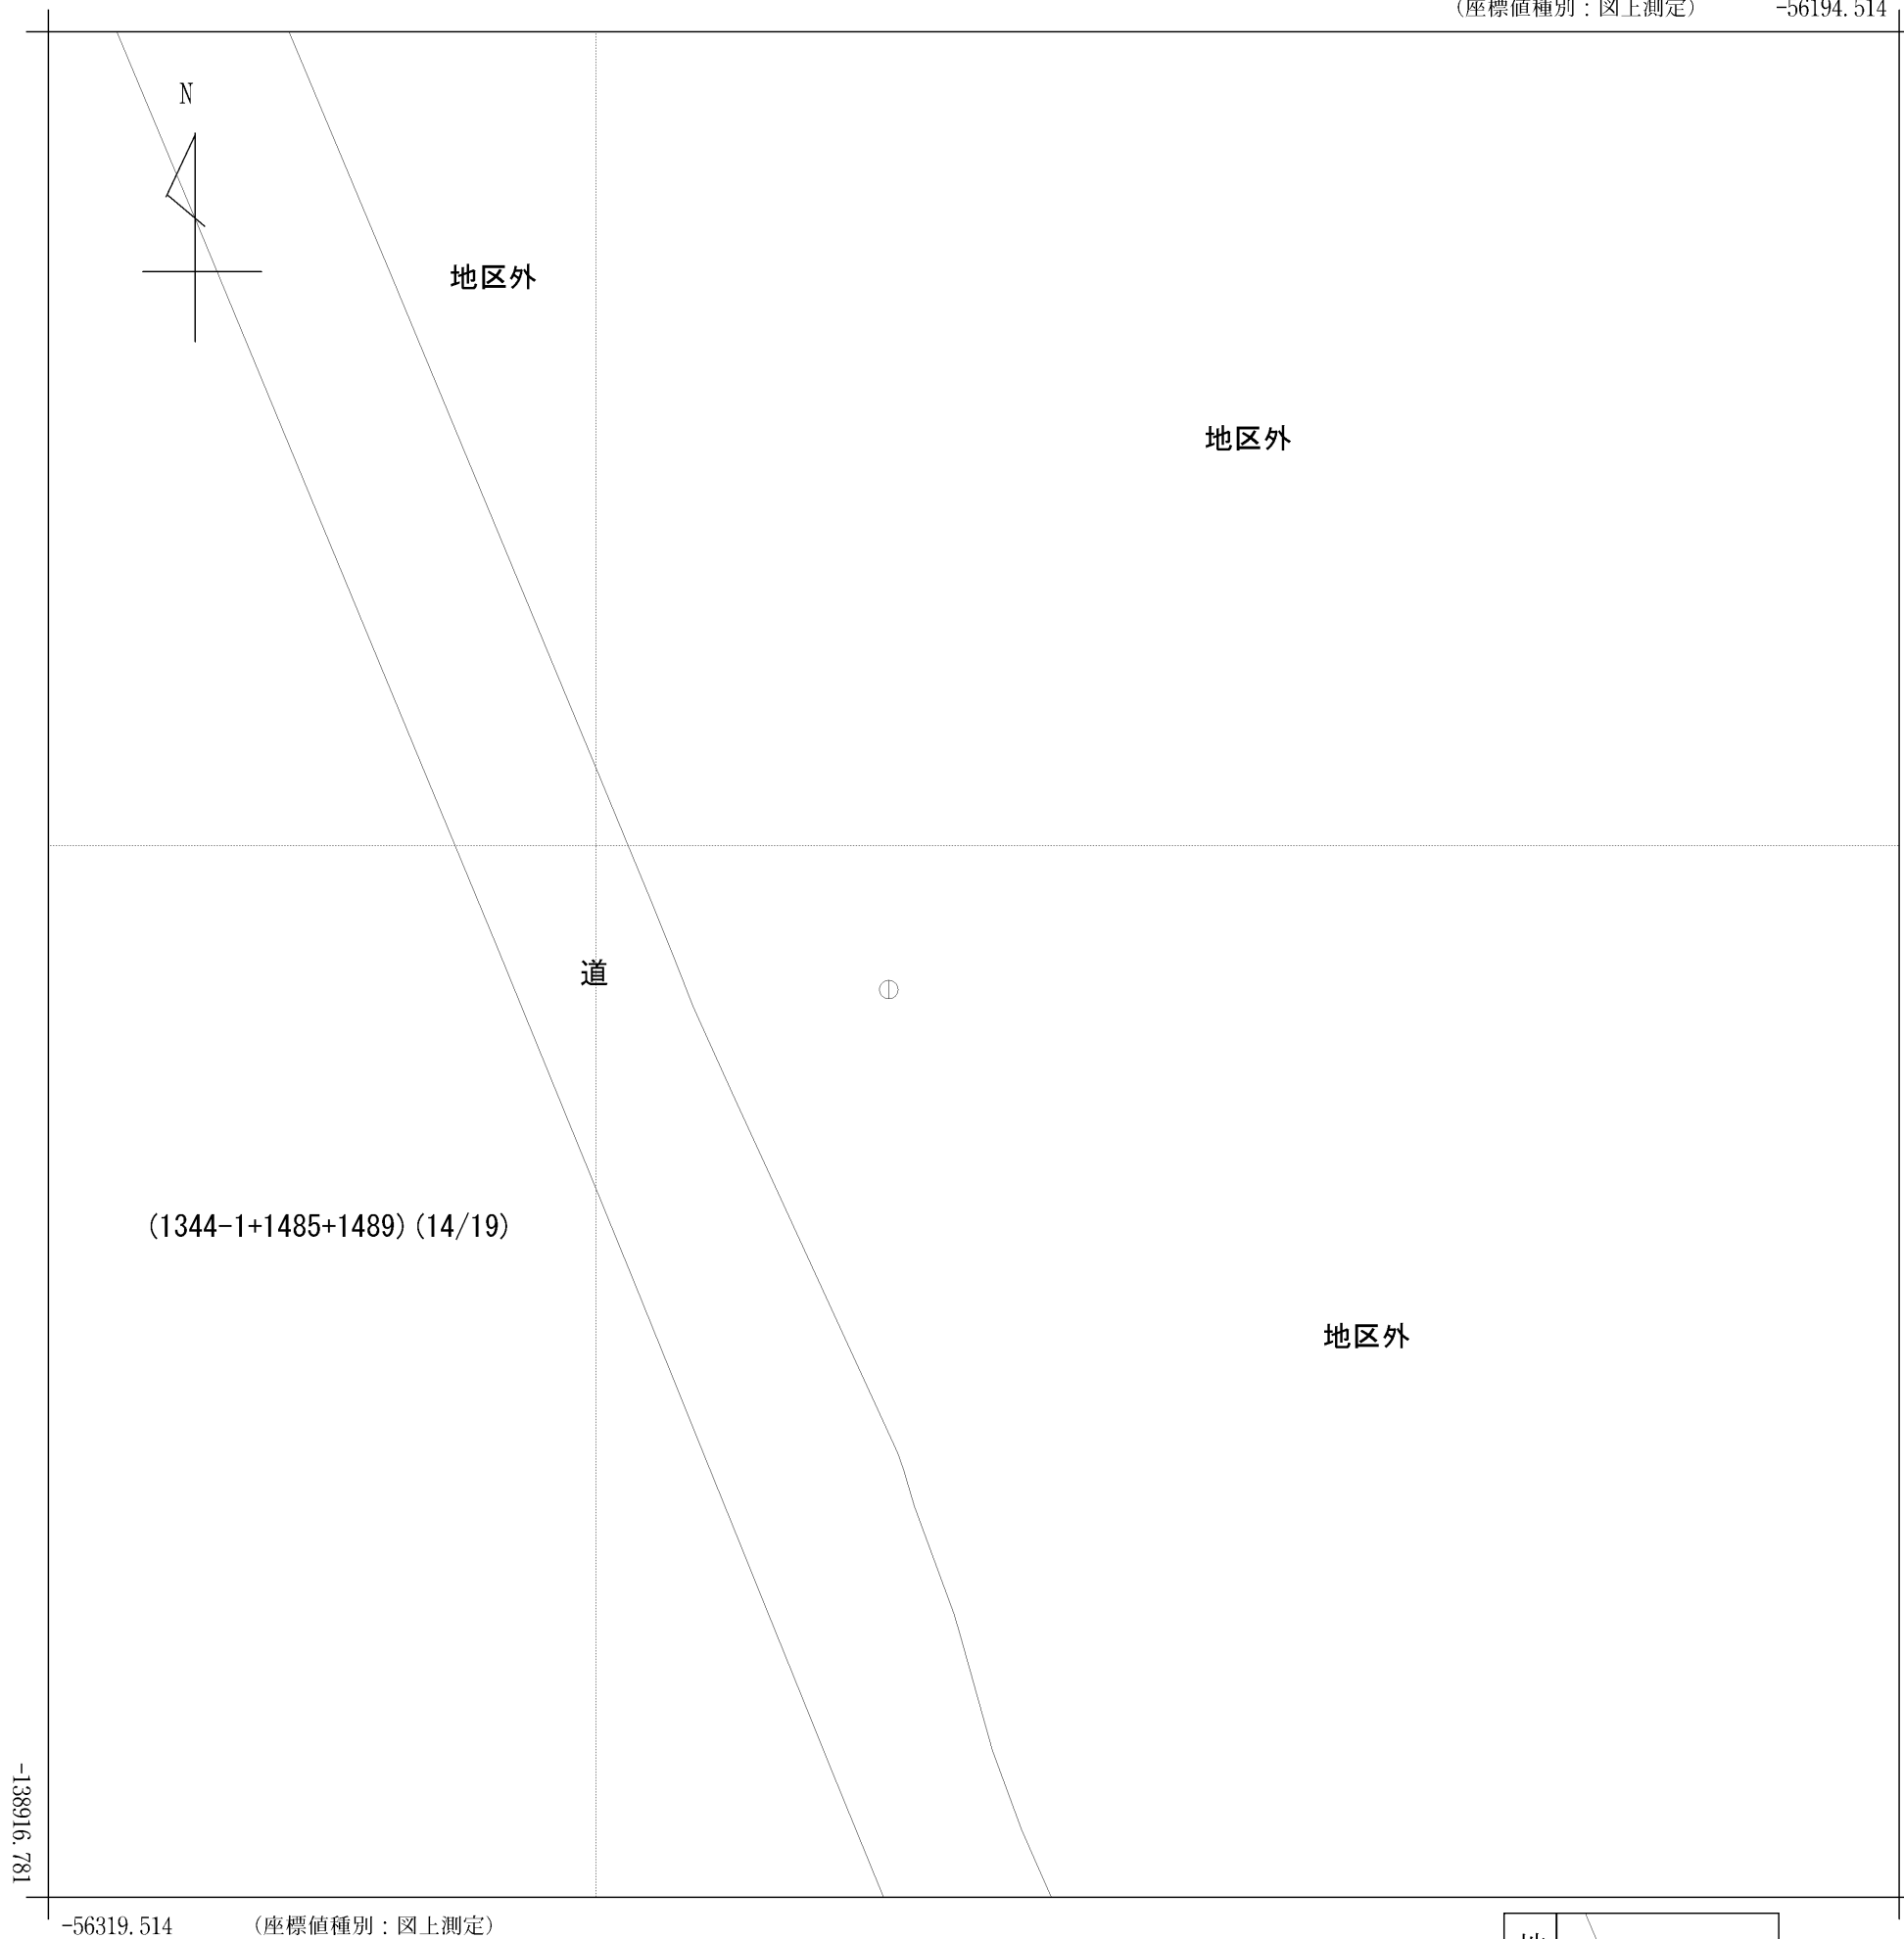 (座標値種別：図上測定) -56194.514
N
地区外
地区外
道
(1344-1+1485+1489)(14/19)
地区外
-138916.781
-56319.514 (座標値種別：図上測定)